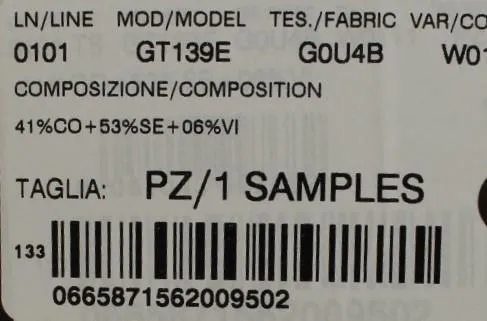 LN/LINE MOD/MODEL TES./FABRIC VAR/CO
0101 GT139E G0U4B W01
COMPOSIZIONE/COMPOSITION
41%CO+53%SE+06%VI
TAGLIA: PZ/1 SAMPLES
133
0665871562009502